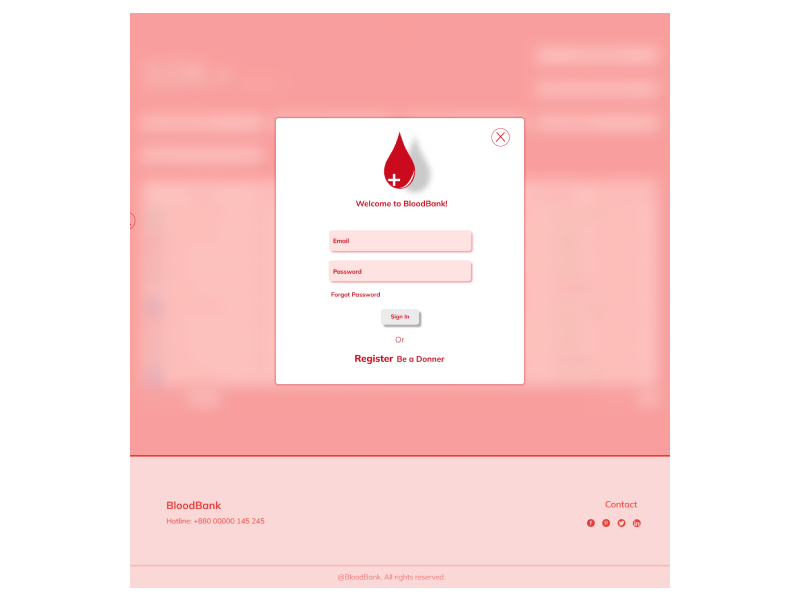 Welcome to BloodBank!
Email
Password
Forgot Password
Sign In
Or
Register Be a Donner
BloodBank
Hotline: +880 00000 145 245
Contact
@BloodBank. All rights reserved.